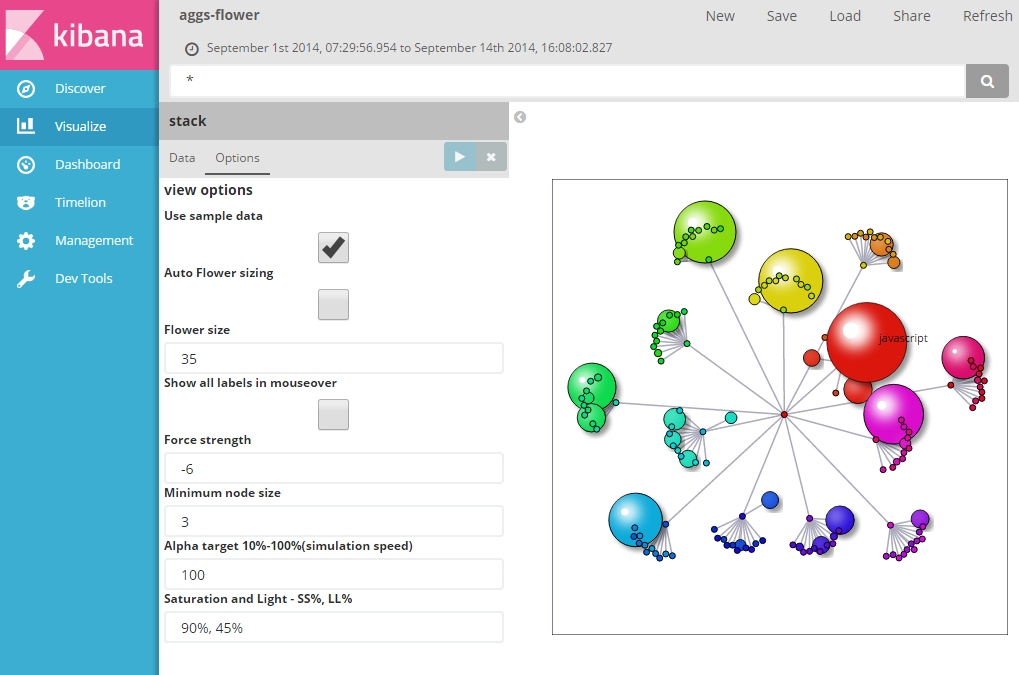 kibana
Discover
Visualize
Dashboard
Timelion
Management
Dev Tools
aggs-flower
New Save Load Share Refresh
September 1st 2014, 07:29:56.954 to September 14th 2014, 16:08:02.827
*
stack
Data Options
view options
Use sample data
Auto Flower sizing
Flower size
35
Show all labels in mouseover
Force strength
-6
Minimum node size
3
Alpha target 10%-100%(simulation speed)
100
Saturation and Light - SS%, LL%
90%, 45%
javascript